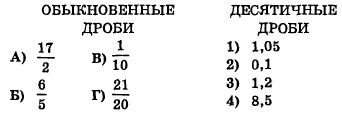 ОБЫКНОВЕННЫЕ ДРОБИ
А) 17/2 В) 1/10
Б) 6/5 Г) 21/20
ДЕСЯТИЧНЫЕ ДРОБИ
1) 1,05
2) 0,1
3) 1,2
4) 8,5